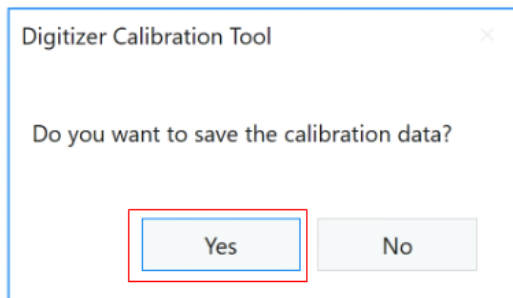 Digitizer Calibration Tool
Do you want to save the calibration data?
Yes No